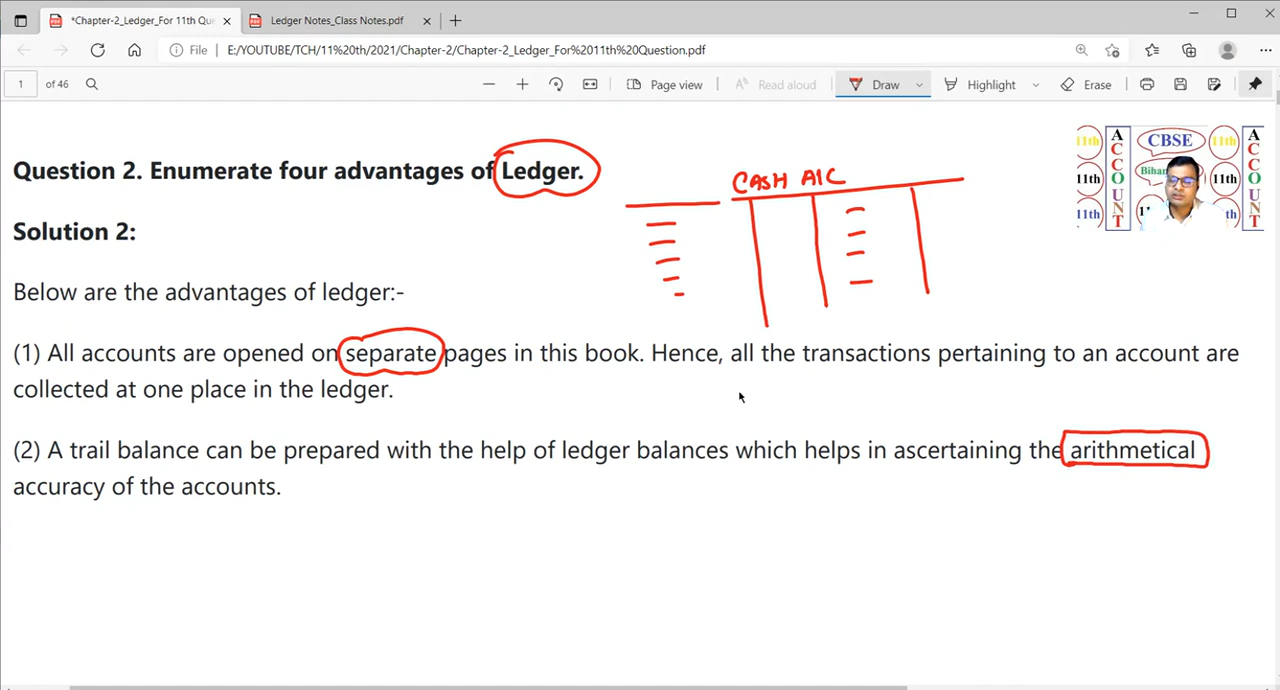 *Chapter-2_Ledger_For 11th Que
Ledger Notes_Class Notes.pdf
File
E:/YOUTUBE/TCH/11%20th/2021/Chapter-2/Chapter-2_Ledger_For%2011th%20Question.pdf
1 of 46
Page view
Read aloud
Draw
Highlight
Erase
Question 2. Enumerate four advantages of Ledger.
CASH A/C
Solution 2:
Below are the advantages of ledger:-
(1) All accounts are opened on separate pages in this book. Hence, all the transactions pertaining to an account are
collected at one place in the ledger.
(2) A trail balance can be prepared with the help of ledger balances which helps in ascertaining the arithmetical
accuracy of the accounts.
11th
11th
11th
ACCOUNT
CBSE
Bihar
11th
11th
th
ACCOUNT